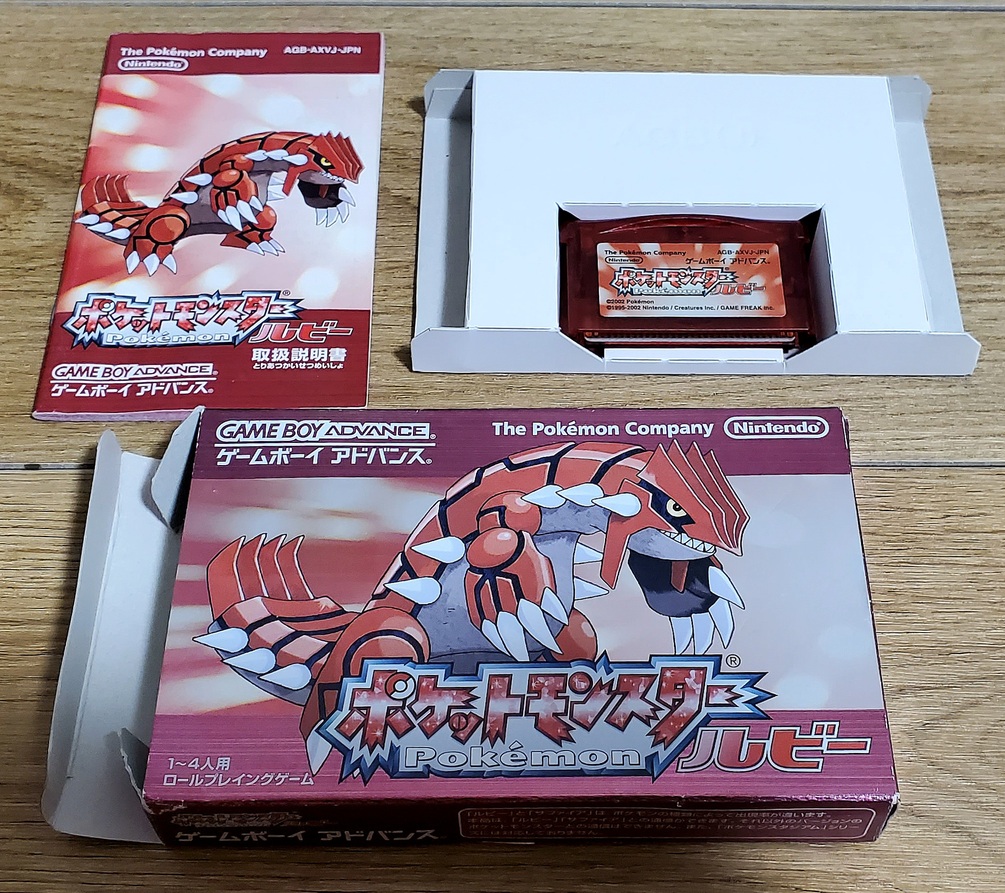 The Pokémon Company AGB-AXVJ-JPN
Nintendo
ポケットモンスター®
Pokémon
ルビー
取扱説明書
とりあつかいせつめいしょ
GAME BOY ADVANCE
ゲームボーイ アドバンス®
The Pokémon Company AGB-AXVJ-JPN
Nintendo ゲームボーイ アドバンス®
ポケットモンスター
Pokémon ルビー
©2002 Pokémon
©1995-2002 Nintendo / Creatures inc. / GAME FREAK inc.
GAME BOY ADVANCE® The Pokémon Company Nintendo®
ゲームボーイ アドバンス®
ポケットモンスター®
Pokémon ルビー
1~4人用
ロールプレイングゲーム
ゲームボーイ アドバンス